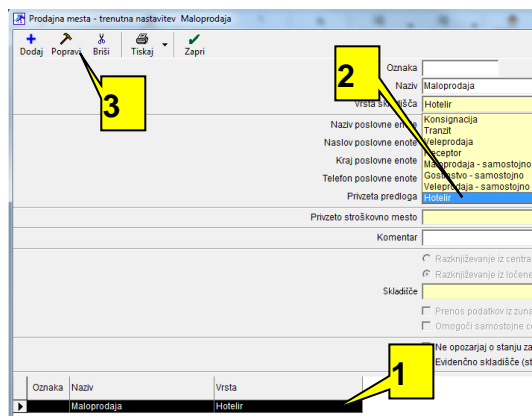 Prodajna mesta - trenutna nastavitev Maloprodaja
Dodaj Popravi Briši Tiskaj Zapri
Oznaka
2
Naziv Maloprodaja
Vrsta skladišča Hotelir
3
Konsignacija
Naziv poslovne enote Tranzit
Veleprodaja
Naslov poslovne enote Receptor
Kraj poslovne enote Maloprodaja - samostojno
Gostinstvo - samostojno
Telefon poslovne enote Veleprodaja - samostojno
Privzeta predloga Hotelir
Privzeto stroškovno mesto
Komentar
Razknjiževanje iz centra
Razknjiževanje iz ločene
Skladišče
Prenos podatkov iz zuna
Omogoči samostojne ce
Ne opozarjaj o stanju za
1
Evidenčno skladišče (st
Oznaka Naziv Vrsta
Maloprodaja Hotelir